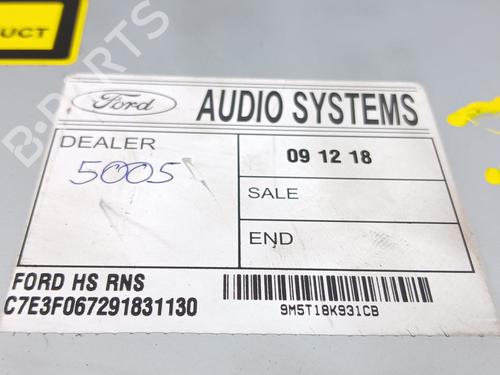 UCT
B-PARTS
Ford
AUDIO SYSTEMS
DEALER
5005
09 12 18
SALE
END
FORD HS RNS
C7E3F067291831130
9M5T18K931CB